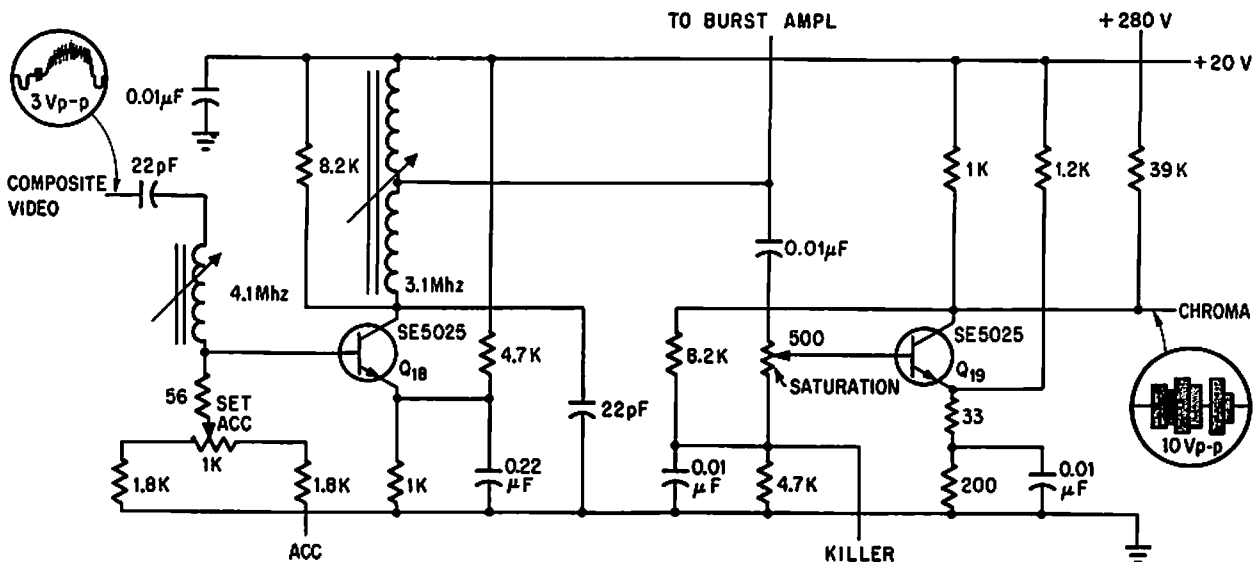 TO BURST AMPL
+280 V
+20 V
3 Vp-p
0.01µF
22pF
8.2K
1K
1.2K
39K
COMPOSITE
VIDEO
0.01µF
4.1Mhz
3.1Mhz
CHROMA
SE5025
Q18
4.7K
8.2K
500
SATURATION
SE5025
Q19
56
SET
ACC
1K
22pF
33
10 Vp-p
1.8K
1.8K
1K
0.22
µF
0.01
µF
4.7K
200
0.01
µF
ACC
KILLER